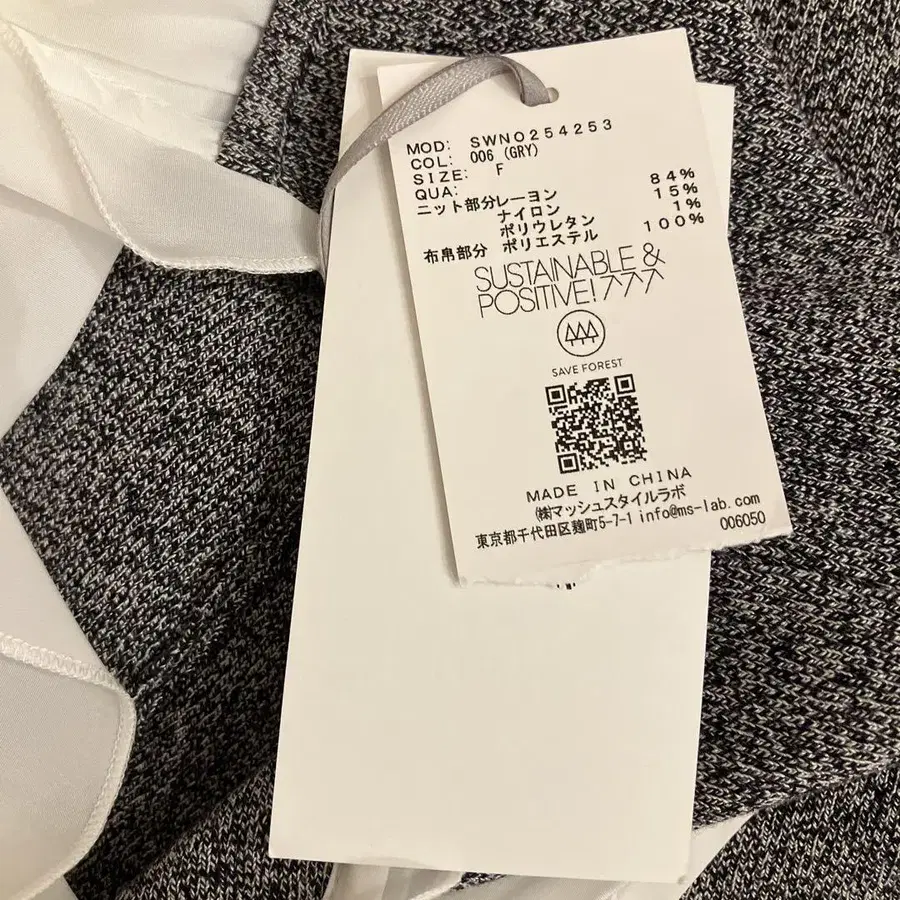 MOD: SWNO254253
COL: 006 (GRY)
SIZE: F
QUA:
ニット部分レーヨン 84%
ナイロン 15%
ポリウレタン 1%
布帛部分 ポリエステル 100%
SUSTAINABLE &
POSITIVE!
SAVE FOREST
MADE IN CHINA
㈱マッシュスタイルラボ
東京都千代田区麹町5-7-1 info@ms-lab.com
006050